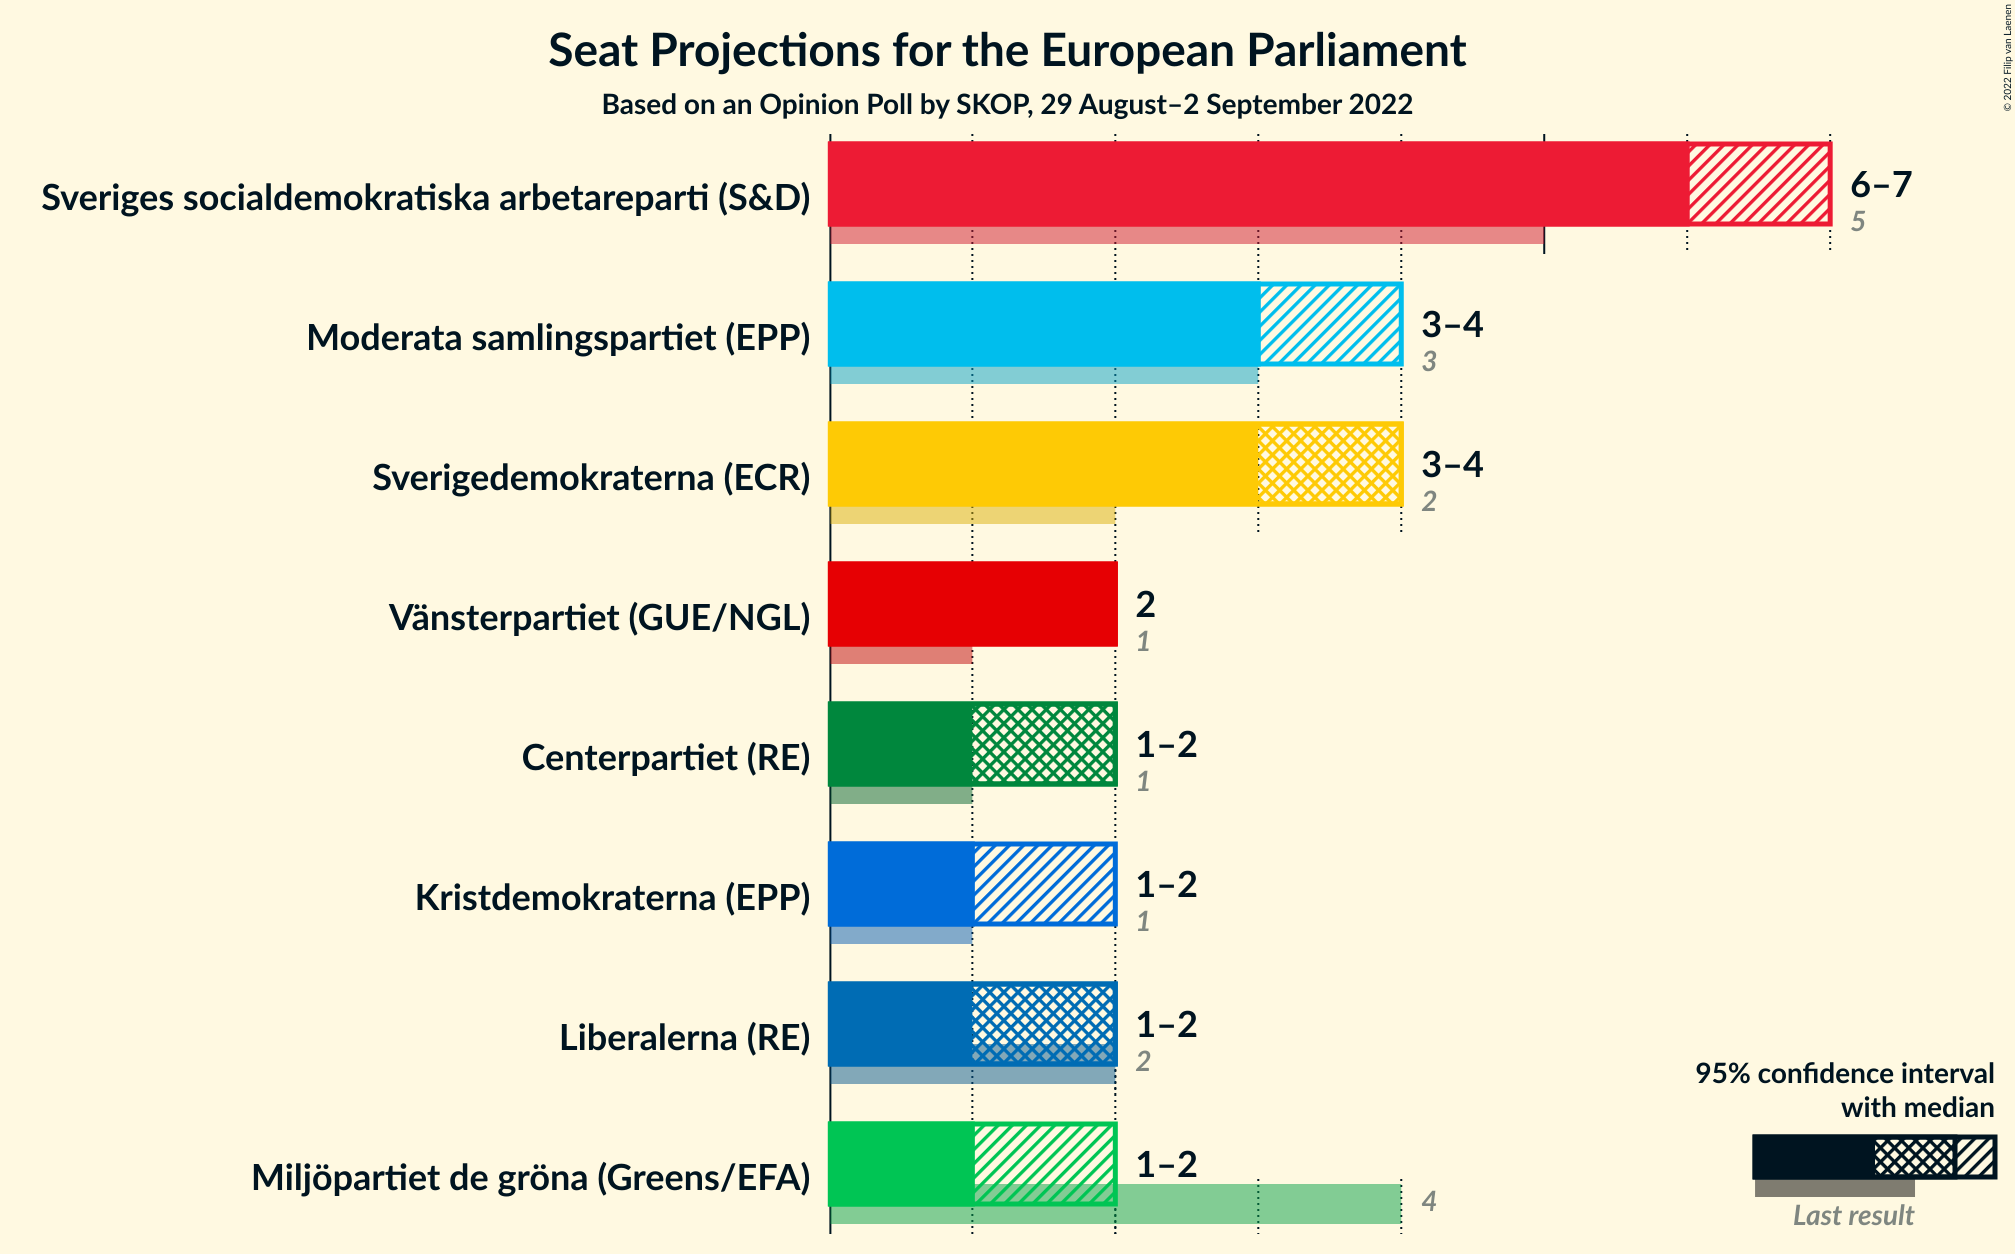 Seat Projections for the European Parliament
Based on an Opinion Poll by SKOP, 29 August–2 September 2022
© 2022 Filip van Laenen
Sveriges socialdemokratiska arbetareparti (S&D)
6–7
5
Moderata samlingspartiet (EPP)
3–4
3
Sverigedemokraterna (ECR)
3–4
2
Vänsterpartiet (GUE/NGL)
2
1
Centerpartiet (RE)
1–2
1
Kristdemokraterna (EPP)
1–2
1
Liberalerna (RE)
1–2
2
Miljöpartiet de gröna (Greens/EFA)
1–2
4
95% confidence interval
with median
Last result